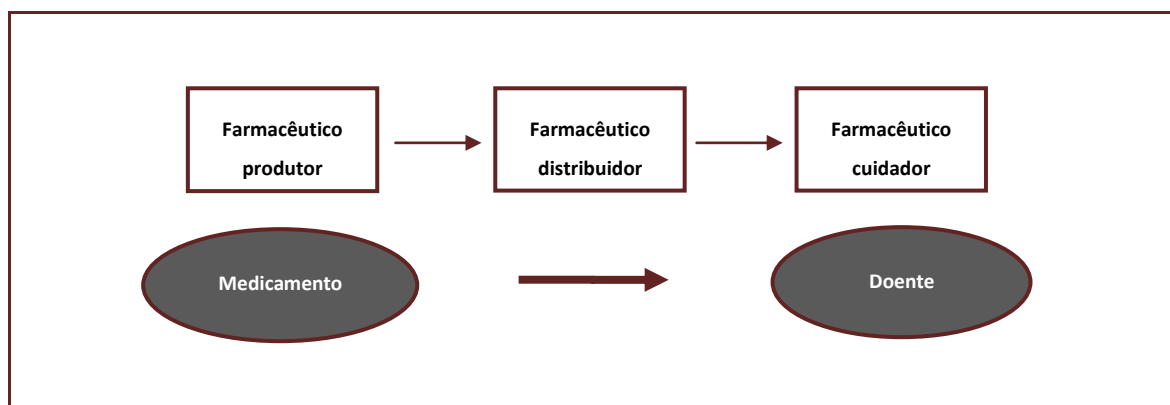 Farmacêutico
produtor
Farmacêutico
distribuidor
Farmacêutico
cuidador
Medicamento
Doente